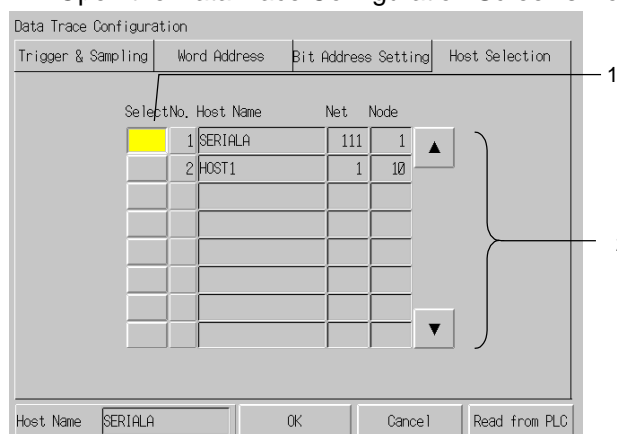 Data Trace Configuration
Trigger & Sampling Word Address Bit Address Setting Host Selection
1
Select No. Host Name Net Node
1 SERIALA 111 1 ▲
2 HOST1 1 10
▼
Host Name SERIALA OK Cancel Read from PLC